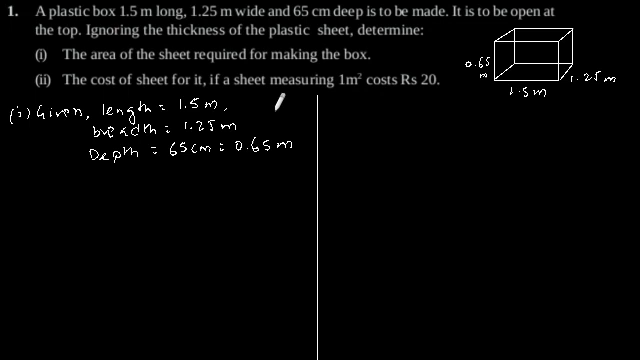 1. A plastic box 1.5 m long, 1.25 m wide and 65 cm deep is to be made. It is to be open at
the top. Ignoring the thickness of the plastic sheet, determine:
(i) The area of the sheet required for making the box.
(ii) The cost of sheet for it, if a sheet measuring 1m² costs Rs 20.
0.65
m
1.25m
1.5m
(i) Given, length = 1.5 m,
breadth = 1.25 m
Depth = 65 cm = 0.65 m